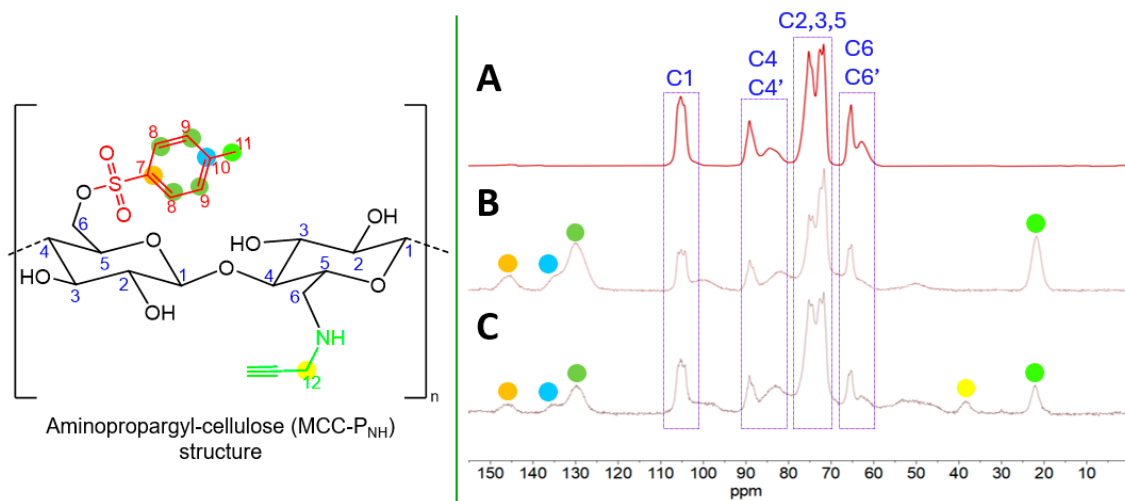 8
9
11
9
10
7
8
O
S
O
O
6
4
O
5
HO
3
2
OH
OH
1
O
HO
3
OH
2
1
4
5
O
6
NH
12
n
Aminopropargyl-cellulose (MCC-P_NH)
structure
A
B
C
C1
C4
C4’
C2,3,5
C6
C6’
150 140 130 120 110 100 90 80 70 60 50 40 30 20 10
ppm